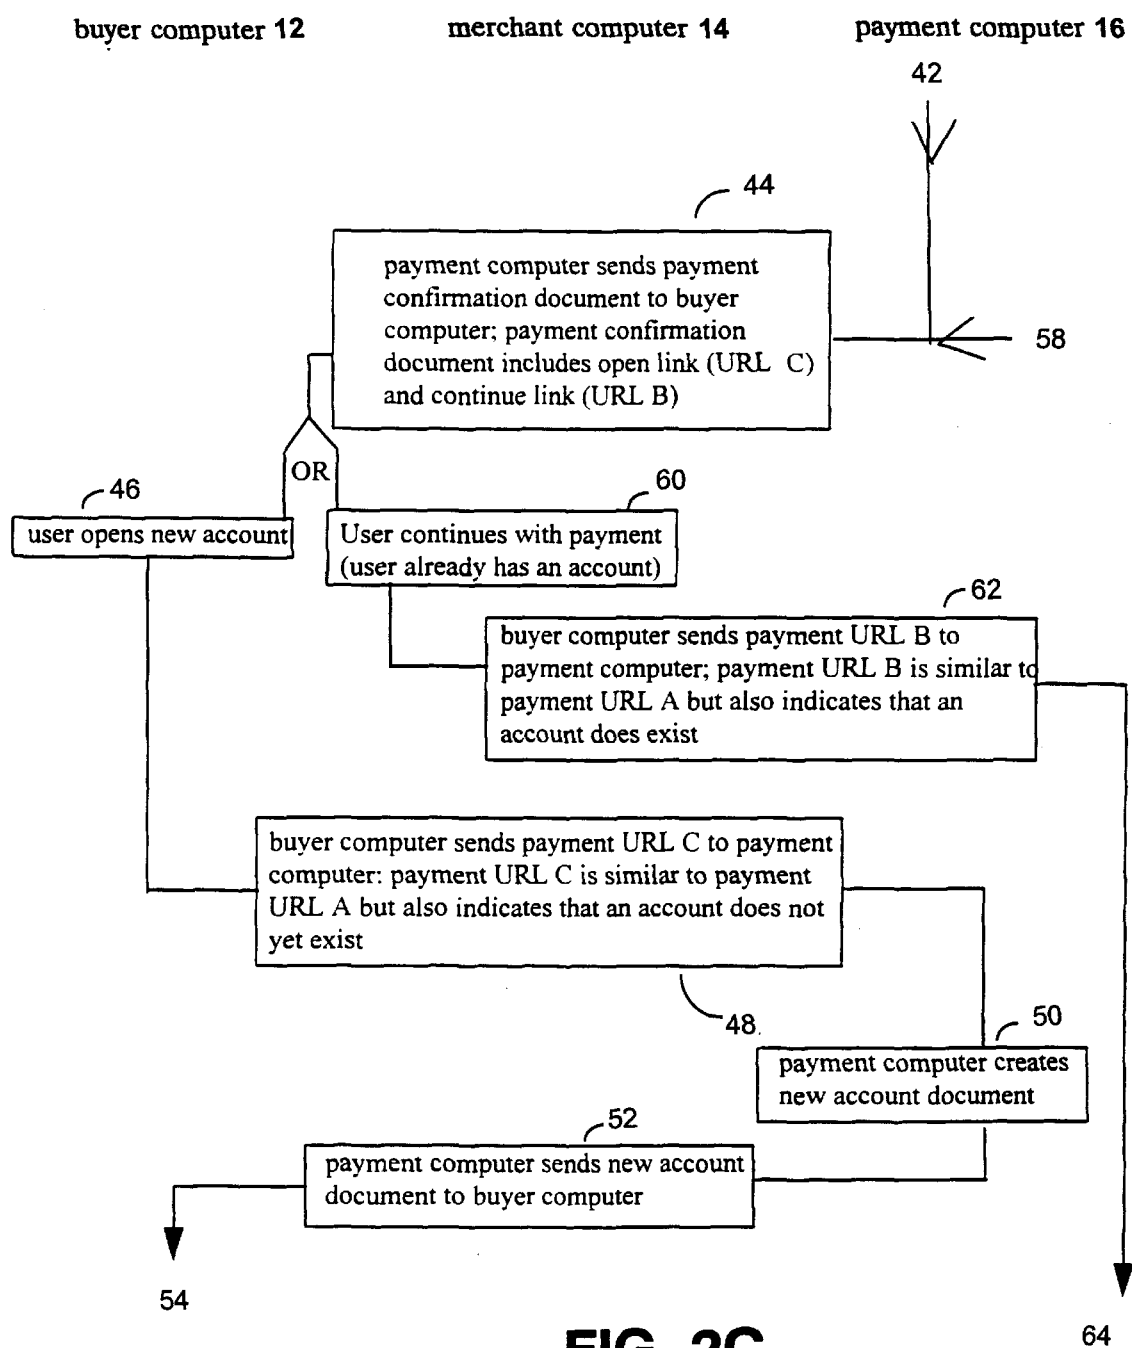 buyer computer 12
merchant computer 14
payment computer 16
42
44
payment computer sends payment
confirmation document to buyer
computer; payment confirmation
document includes open link (URL C)
and continue link (URL B)
58
OR
46
user opens new account
60
User continues with payment
(user already has an account)
62
buyer computer sends payment URL B to
payment computer; payment URL B is similar to
payment URL A but also indicates that an
account does exist
buyer computer sends payment URL C to payment
computer: payment URL C is similar to payment
URL A but also indicates that an account does not
yet exist
48
50
payment computer creates
new account document
52
payment computer sends new account
document to buyer computer
54
64
FIG. 2C